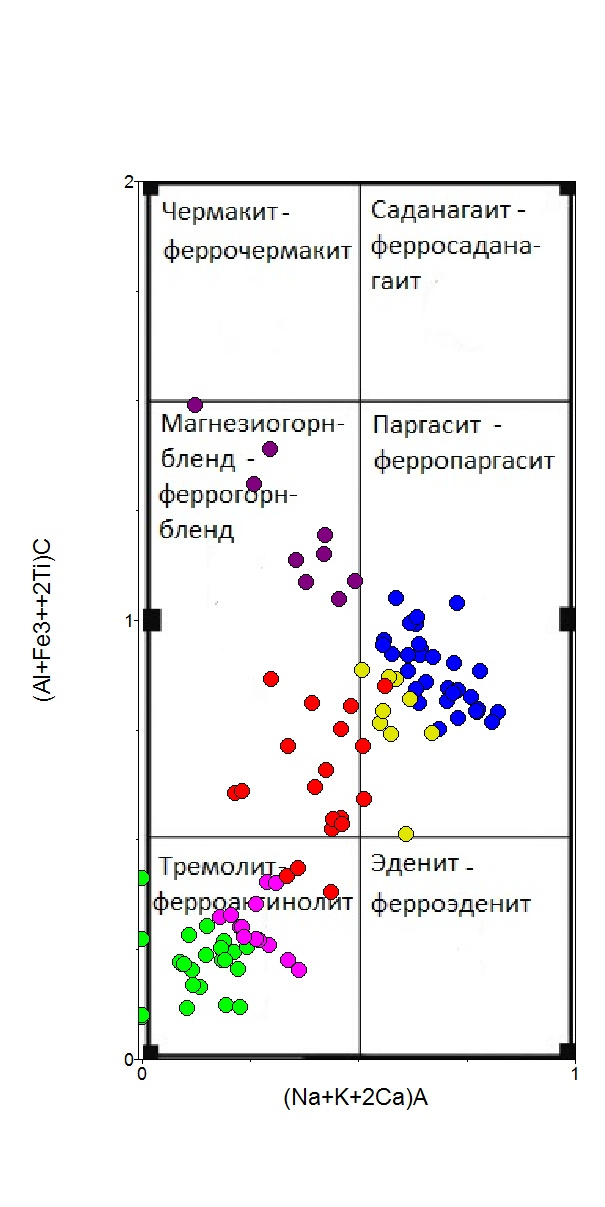 2
Чермакит-
феррочермакит
Саданагаит -
ферросадана-
гаит
Магнезиогорн-
бленд -
феррогорн-
бленд
Паргасит -
ферропаргасит
(Al+Fe3++2Ti)C
1
Тремолит-
ферроактинолит
Эденит -
ферроэденит
0
0
1
(Na+K+2Ca)A